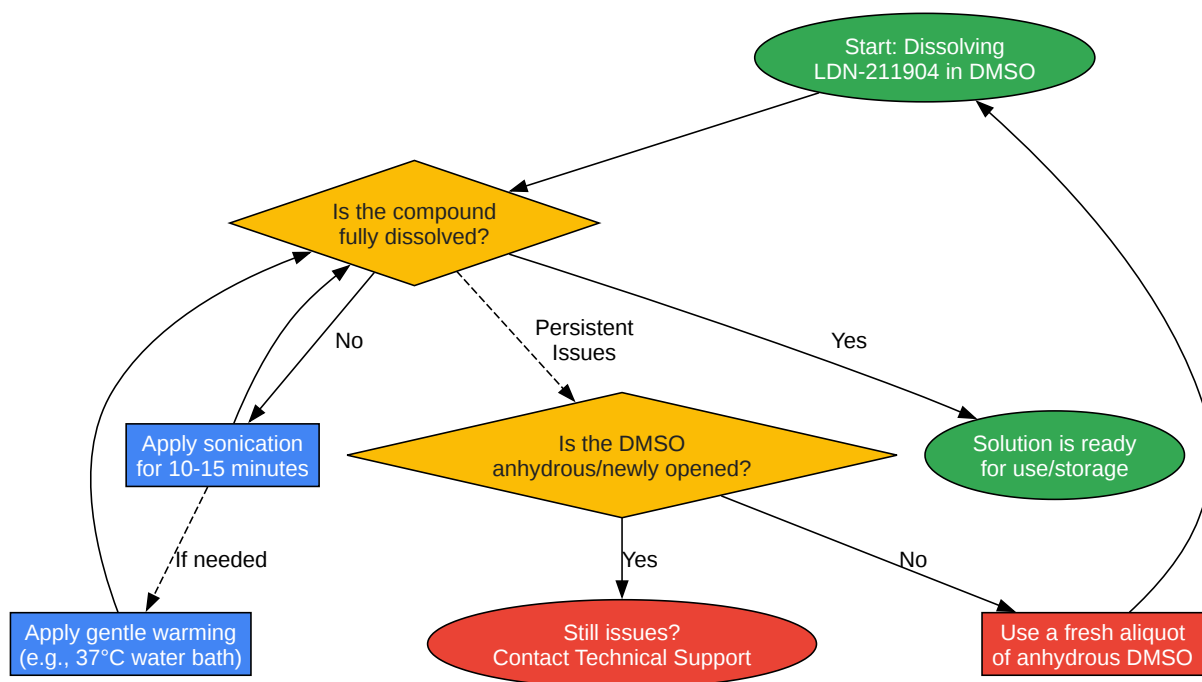 Start: Dissolving
LDN-211904 in DMSO
Is the compound
fully dissolved?
No
Persistent
Issues
Yes
Apply sonication
for 10-15 minutes
Is the DMSO
anhydrous/newly opened?
Solution is ready
for use/storage
If needed
Yes
No
Apply gentle warming
(e.g., 37°C water bath)
Still issues?
Contact Technical Support
Use a fresh aliquot
of anhydrous DMSO